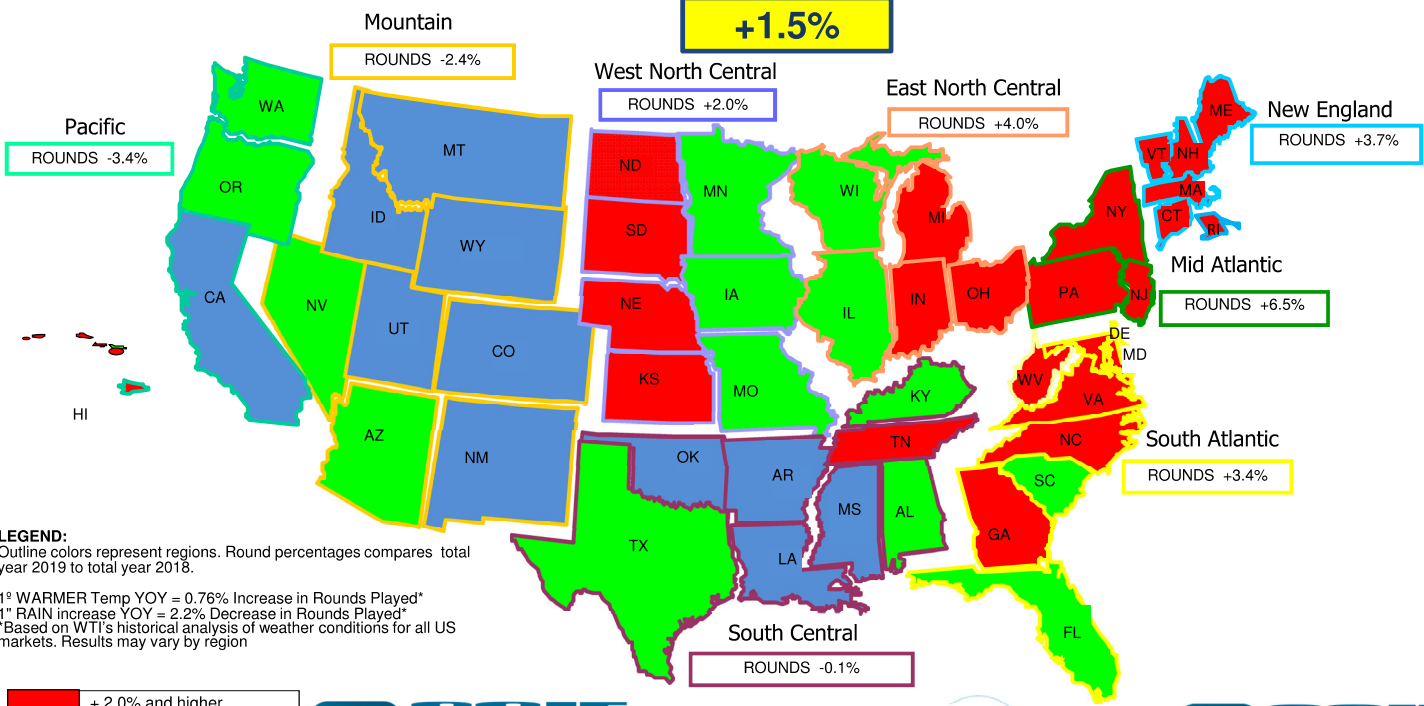 +1.5%
Mountain
ROUNDS -2.4%
West North Central
ROUNDS +2.0%
East North Central
ROUNDS +4.0%
New England
ROUNDS +3.7%
Pacific
ROUNDS -3.4%
Mid Atlantic
ROUNDS +6.5%
South Atlantic
ROUNDS +3.4%
South Central
ROUNDS -0.1%
WA
OR
CA
HI
MT
ID
WY
NV
UT
CO
AZ
NM
ND
SD
NE
KS
MN
IA
MO
WI
MI
IL
IN
OH
ME
VT
NH
MA
CT
RI
NY
PA
NJ
DE
MD
WV
VA
NC
SC
GA
FL
KY
TN
OK
AR
MS
AL
TX
LA
LEGEND:
Outline colors represent regions. Round percentages compares total
year 2019 to total year 2018.
1º WARMER Temp YOY = 0.76% Increase in Rounds Played*
1" RAIN increase YOY = 2.2% Decrease in Rounds Played*
*Based on WTI's historical analysis of weather conditions for all US
markets. Results may vary by region
+ 2.0% and higher